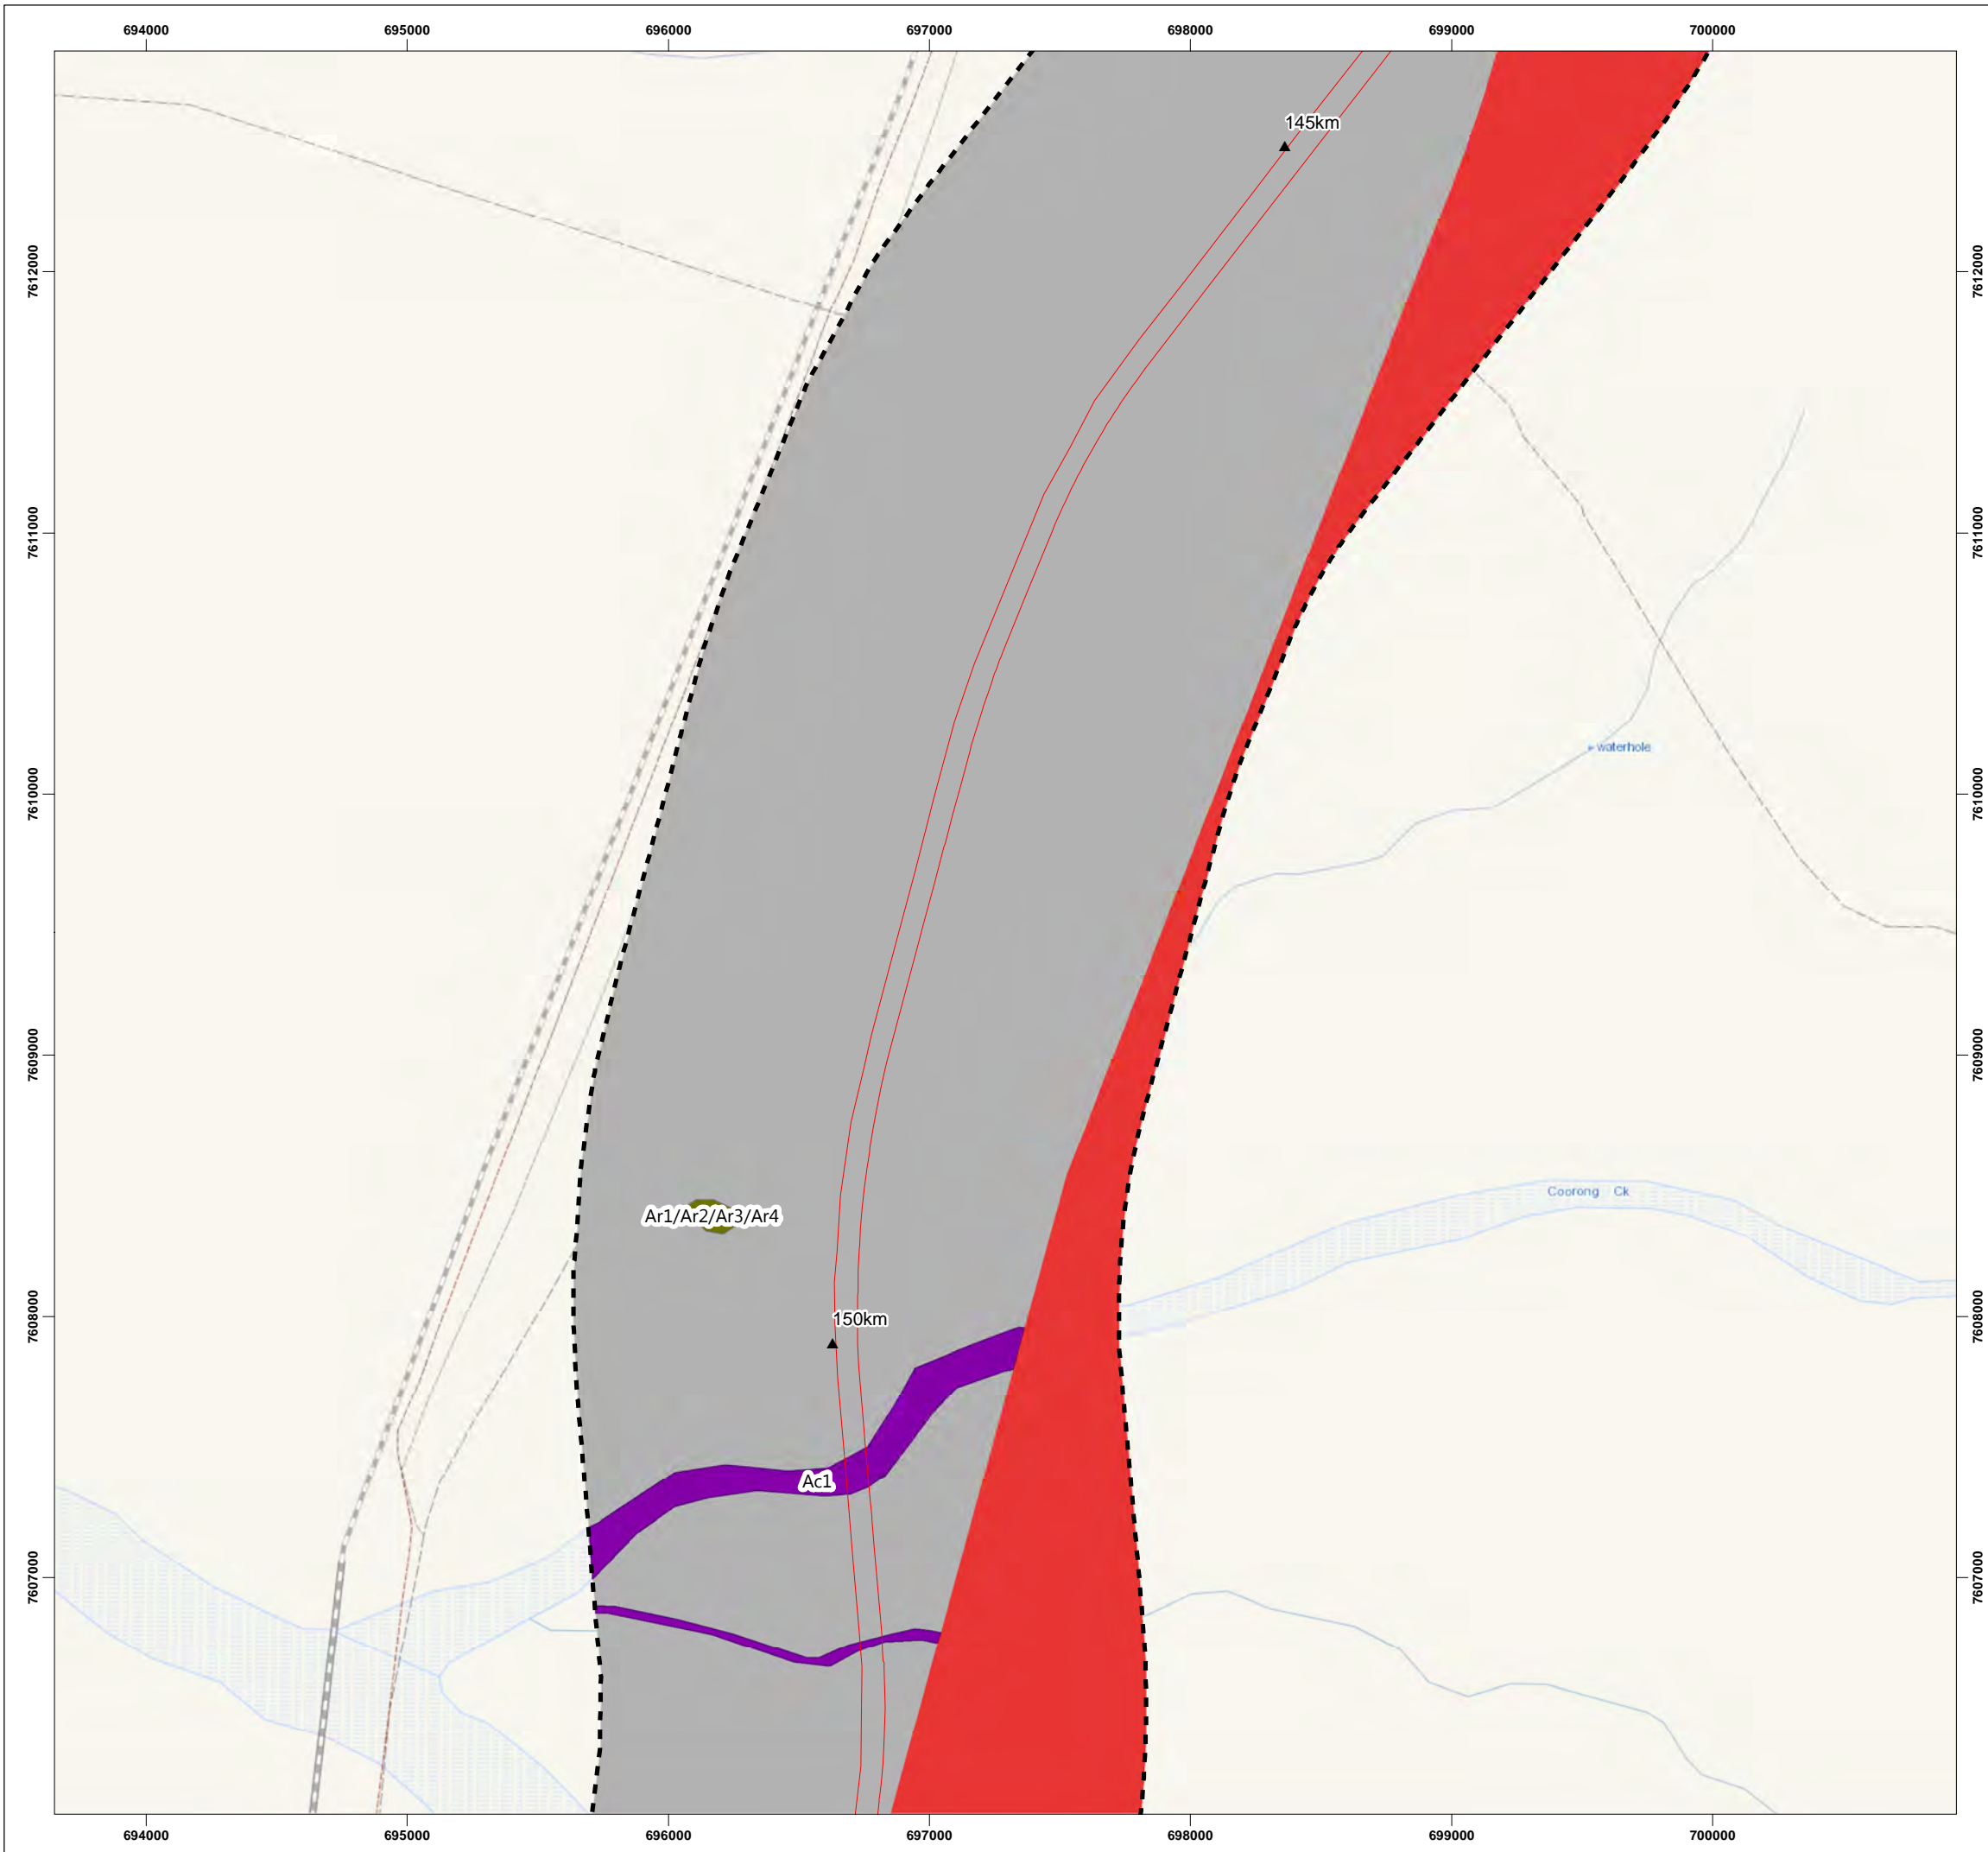 694000 695000 696000 697000 698000 699000 700000
145km
7612000 7612000
7611000 7611000
waterhole
7610000 7610000
7609000 7609000
Coorong Ck
Ar1/Ar2/Ar3/Ar4
7608000 7608000
150km
Ac1
7607000 7607000
694000 695000 696000 697000 698000 699000 700000